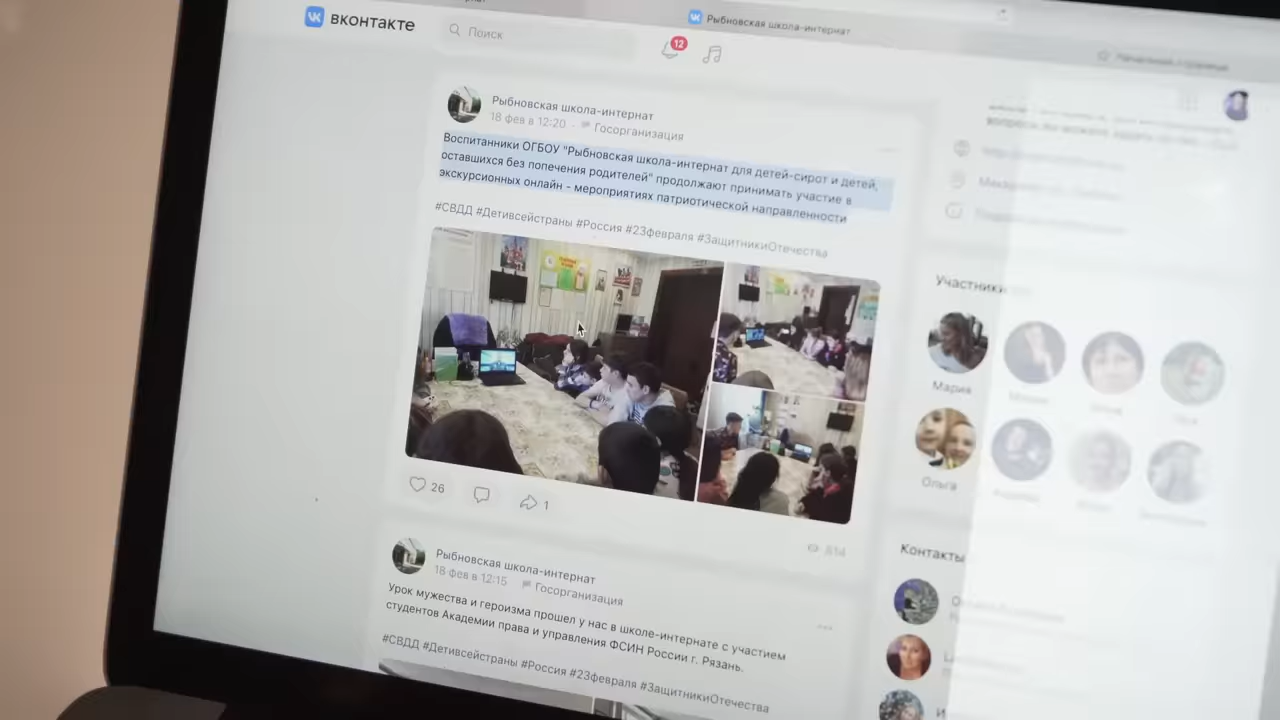 вконтакте
Поиск
12
Рыбновская школа-интернат
Рыбновская школа-интернат
18 фев в 12:20 · Госорганизация
Воспитанники ОГБОУ "Рыбновская школа-интернат для детей-сирот и детей,
оставшихся без попечения родителей" продолжают принимать участие в
экскурсионных онлайн - мероприятиях патриотической направленности
#СВДД #Детивсейстраны #Россия #23февраля #ЗащитникиОтечества
26
1
814
Рыбновская школа-интернат
18 фев в 12:15 Госорганизация
Урок мужества и героизма прошел у нас в школе-интернате с участием
студентов Академии права и управления ФСИН России г. Рязань.
#СВДД #Детивсейстраны #Россия #23февраля #ЗащитникиОтечества
Участники
Мария
Ольга
Контакты